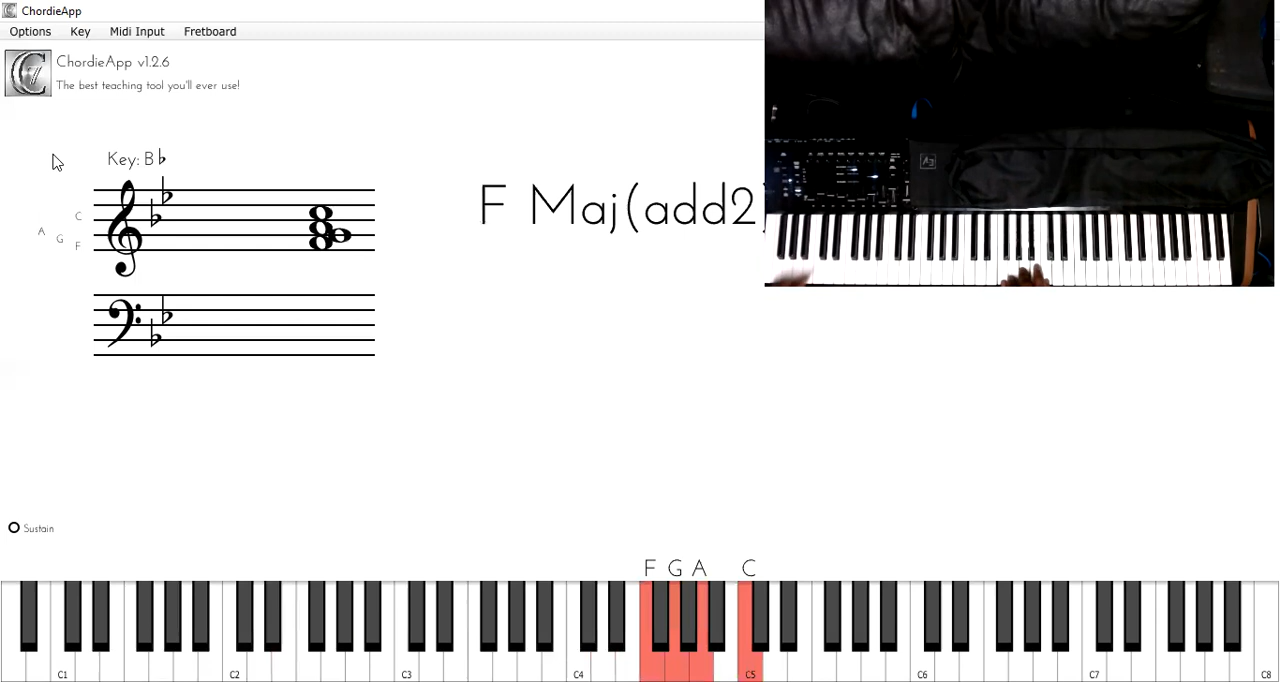 ChordieApp
Options Key Midi Input Fretboard
ChordieApp v1.2.6
The best teaching tool you'll ever use!
Key: B♭
F Maj(add2)
C
A
G
F
Sustain
F G A C
C1 C2 C3 C4 C5 C6 C7 C8